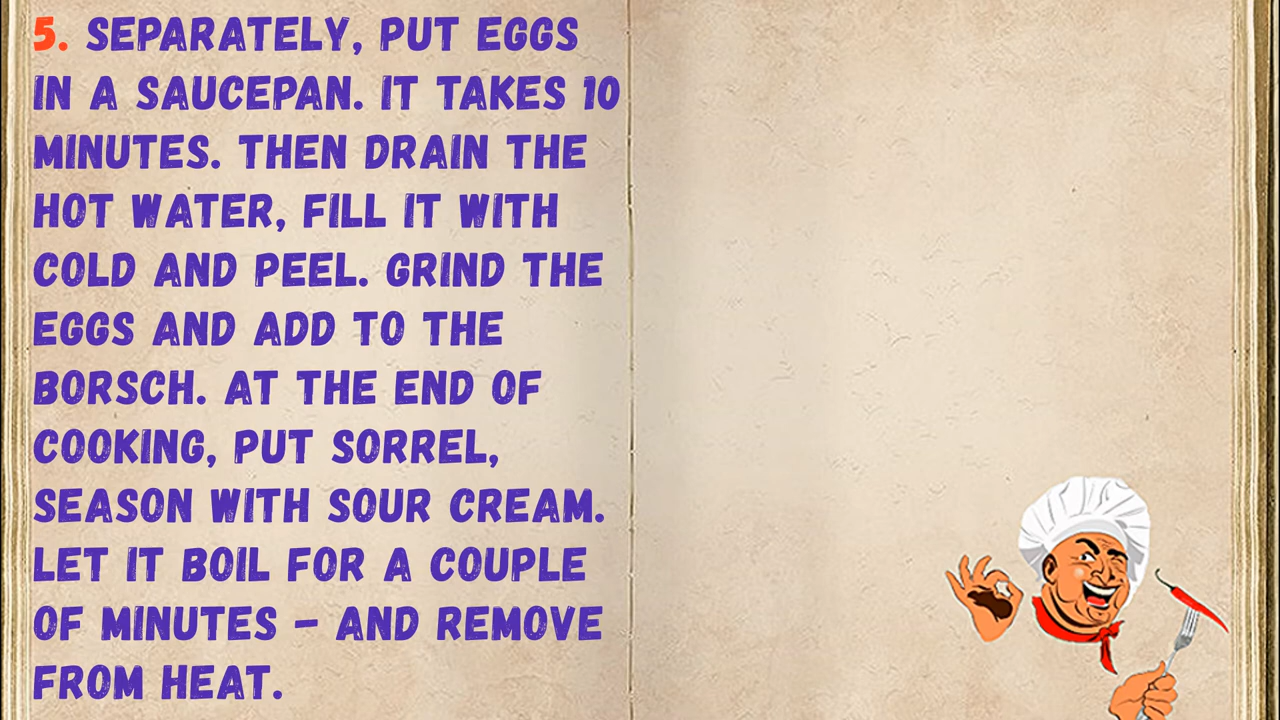 5. SEPARATELY, PUT EGGS
IN A SAUCEPAN. IT TAKES 10
MINUTES. THEN DRAIN THE
HOT WATER, FILL IT WITH
COLD AND PEEL. GRIND THE
EGGS AND ADD TO THE
BORSCH. AT THE END OF
COOKING, PUT SORREL,
SEASON WITH SOUR CREAM.
LET IT BOIL FOR A COUPLE
OF MINUTES – AND REMOVE
FROM HEAT.